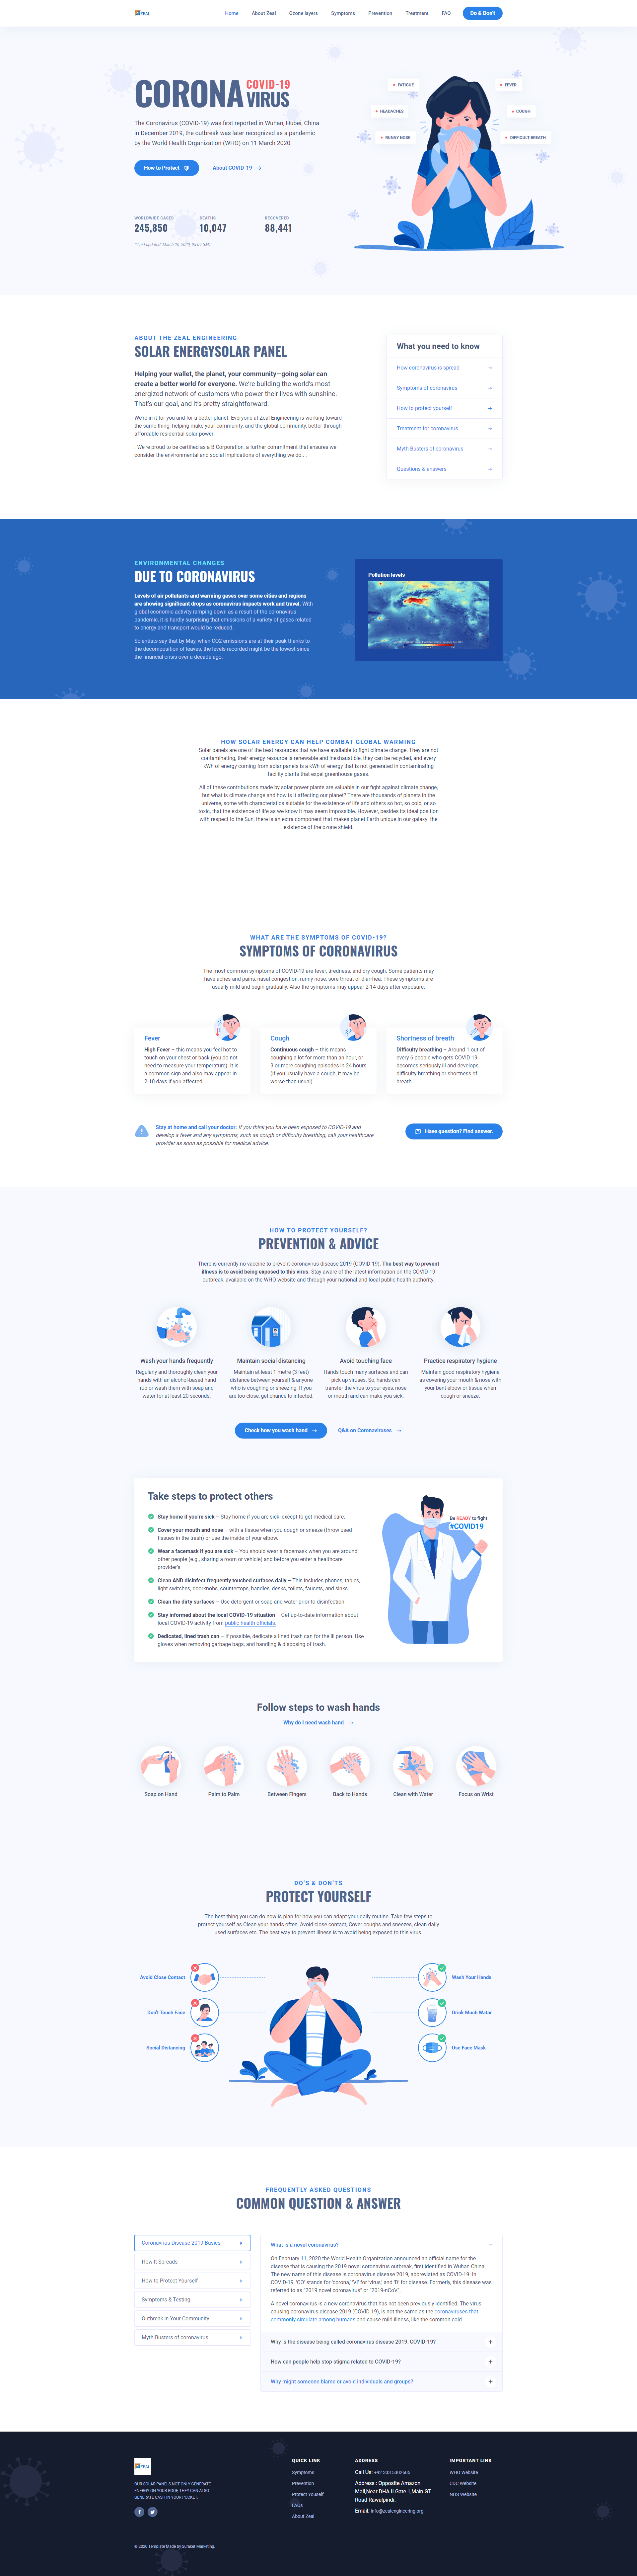 ZEAL
Home
About Zeal
Ozone layers
Symptoms
Prevention
Treatment
FAQ
Do & Don't
CORONA COVID-19 VIRUS
The Coronavirus (COVID-19) was first reported in Wuhan, Hubei, China
in December 2019, the outbreak was later recognized as a pandemic
by the World Health Organization (WHO) on 11 March 2020.
How to Protect
About COVID-19
WORLDWIDE CASES
245,850
DEATHS
10,047
RECOVERED
88,441
FATIGUE
FEVER
HEADACHES
COUGH
RUNNY NOSE
DIFFICULT BREATH
ABOUT THE ZEAL ENGINEERING
SOLAR ENERGYSOLAR PANEL
Helping your wallet, the planet, your community—going solar can
create a better world for everyone. We're building the world's most
energized network of customers who power their lives with sunshine.
That's our goal, and it's pretty straightforward.
We're in it for you and for a better planet. Everyone at Zeal Engineering is working toward
the same thing: helping make your community, and the global community, better through
affordable residential solar power
. We're proud to be certified as a B Corporation, a further commitment that ensures we
consider the environmental and social implications of everything we do...
What you need to know
How coronavirus is spread
Symptoms of coronavirus
How to protect yourself
Treatment for coronavirus
Myth-Busters of coronavirus
Questions & answers
ENVIRONMENTAL CHANGES
DUE TO CORONAVIRUS
Levels of air pollutants and warming gases over some cities and regions
are showing significant drops as coronavirus impacts work and travel. With
global economic activity ramping down as a result of the coronavirus
pandemic, it is hardly surprising that emissions of a variety of gases related
to energy and transport would be reduced.
Scientists say that by May, when CO2 emissions are at their peak thanks to
the decomposition of leaves, the levels recorded might be the lowest since
the financial crisis over a decade ago.
Pollution levels
HOW SOLAR ENERGY CAN HELP COMBAT GLOBAL WARMING
Solar panels are one of the best resources that we have available to fight climate change. They are not
contaminating, their energy resource is renewable and inexhaustible, they can be recycled, and every
kWh of energy coming from solar panels is a kWh of energy that is not generated in contaminating
facility plants that expel greenhouse gases.
All of these contributions made by solar power plants are valuable in our fight against climate change,
but what is climate change and how is it affecting our planet? There are thousands of planets in the
universe, some with characteristics suitable for the existence of life and others so hot, so cold, or so
toxic, that the existence of life as we know it may seem impossible. However, besides its ideal position
with respect to the Sun, there is an extra component that makes planet Earth unique in our galaxy: the
existence of the ozone shield.
WHAT ARE THE SYMPTOMS OF COVID-19?
SYMPTOMS OF CORONAVIRUS
The most common symptoms of COVID-19 are fever, tiredness, and dry cough. Some patients may
have aches and pains, nasal congestion, runny nose, sore throat or diarrhea. These symptoms are
usually mild and begin gradually. Also the symptoms may appear 2-14 days after exposure.
Fever
High Fever – this means you feel hot to
touch on your chest or back (you do not
need to measure your temperature). It is
a common sign and also may appear in
2-10 days if you affected.
Cough
Continuous cough – this means
coughing a lot for more than an hour, or
3 or more coughing episodes in 24 hours
(if you usually have a cough, it may be
worse than usual).
Shortness of breath
Difficulty breathing – Around 1 out of
every 6 people who gets COVID-19
becomes seriously ill and develops
difficulty breathing or shortness of
breath.
Stay at home and call your doctor: If you think you have been exposed to COVID-19 and
develop a fever and any symptoms, such as cough or difficulty breathing, call your healthcare
provider as soon as possible for medical advice.
Have question? Find answer.
HOW TO PROTECT YOURSELF?
PREVENTION & ADVICE
There is currently no vaccine to prevent coronavirus disease 2019 (COVID-19). The best way to prevent
illness is to avoid being exposed to this virus. Stay aware of the latest information on the COVID-19
outbreak, available on the WHO website and through your national and local public health authority.
Wash your hands frequently
Regularly and thoroughly clean your
hands with an alcohol-based hand
rub or wash them with soap and
water for at least 20 seconds.
Maintain social distancing
Maintain at least 1 metre (3 feet)
distance between yourself & anyone
who is coughing or sneezing. If you
are too close, get chance to infected.
Avoid touching face
Hands touch many surfaces and can
pick up viruses. So, hands can
transfer the virus to your eyes, nose
or mouth and can make you sick.
Practice respiratory hygiene
Maintain good respiratory hygiene
as covering your mouth & nose with
your bent elbow or tissue when
cough or sneeze.
Check how you wash hand
Q&A on Coronaviruses
Take steps to protect others
Stay home if you're sick – Stay home if you are sick, except to get medical care.
Cover your mouth and nose – with a tissue when you cough or sneeze (throw used
tissues in the trash) or use the inside of your elbow.
Wear a facemask if you are sick – You should wear a facemask when you are around
other people (e.g., sharing a room or vehicle) and before you enter a healthcare
provider's
Clean AND disinfect frequently touched surfaces daily – This includes phones, tables,
light switches, doorknobs, countertops, handles, desks, toilets, faucets, and sinks.
Clean the dirty surfaces – Use detergent or soap and water prior to disinfection.
Stay informed about the local COVID-19 situation – Get up-to-date information about
local COVID-19 activity from public health officials.
Dedicated, lined trash can – If possible, dedicate a lined trash can for the ill person. Use
gloves when removing garbage bags, and handling & disposing of trash.
Be READY to fight
#COVID19
Follow steps to wash hands
Why do I need wash hand
Soap on Hand
Palm to Palm
Between Fingers
Back to Hands
Clean with Water
Focus on Wrist
DO'S & DON'TS
PROTECT YOURSELF
The best thing you can do now is plan for how you can adapt your daily routine. Take few steps to
protect yourself as Clean your hands often, Avoid close contact, Cover coughs and sneezes, clean daily
used surfaces etc. The best way to prevent illness is to avoid being exposed to this virus.
Avoid Close Contact
Don't Touch Face
Social Distancing
Wash Your Hands
Drink Much Watar
Use Face Mask
FREQUENTLY ASKED QUESTIONS
COMMON QUESTION & ANSWER
Coronavirus Disease 2019 Basics
How It Spreads
How to Protect Yourself
Symptoms & Testing
Outbreak in Your Community
Myth-Busters of coronavirus
What is a novel coronavirus?
On February 11, 2020 the World Health Organization announced an official name for the
disease that is causing the 2019 novel coronavirus outbreak, first identified in Wuhan China.
The new name of this disease is coronavirus disease 2019, abbreviated as COVID-19. In
COVID-19, 'CO' stands for 'corona,' 'VI' for 'virus,' and 'D' for disease. Formerly, this disease was
referred to as "2019 novel coronavirus" or "2019-nCoV".
A novel coronavirus is a new coronavirus that has not been previously identified. The virus
causing coronavirus disease 2019 (COVID-19), is not the same as the coronaviruses that
commonly circulate among humans and cause mild illness, like the common cold.
Why is the disease being called coronavirus disease 2019, COVID-19?
How can people help stop stigma related to COVID-19?
Why might someone blame or avoid individuals and groups?
ZEAL
OUR SOLAR PANELS NOT ONLY GENERATE
ENERGY ON YOUR ROOF, THEY CAN ALSO
GENERATE CASH IN YOUR POCKET.
QUICK LINK
Symptoms
Prevention
Protect Youself
FAQs
About Zeal
ADDRESS
Call Us: +92 333 5302605
Address : Opposite Amazon
Mall,Near DHA II Gate 1,Main GT
Road Rawalpindi.
Email: info@zealengineering.org
IMPORTANT LINK
WHO Website
CDC Website
NHS Website